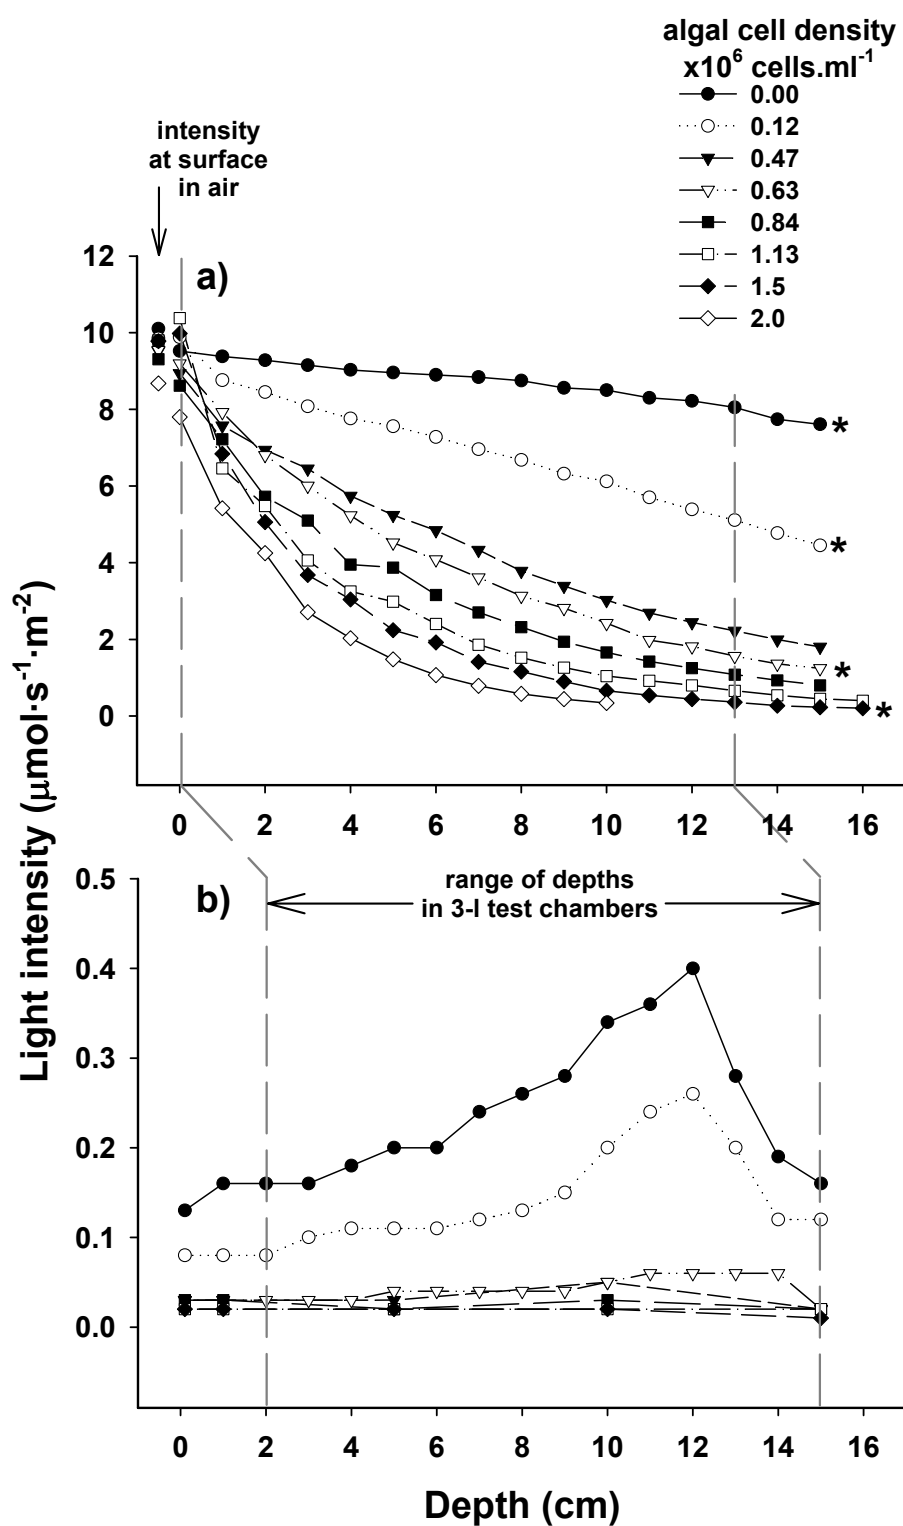 algal cell density
x10⁶ cells.ml⁻¹
0.00
0.12
0.47
0.63
0.84
1.13
1.5
2.0
intensity
at surface
in air
a)
12
10
8
6
4
2
0
*
*
*
*
0 2 4 6 8 10 12 14 16
Light intensity (μmol·s⁻¹·m⁻²)
b)
range of depths
in 3-l test chambers
0.5
0.4
0.3
0.2
0.1
0.0
0 2 4 6 8 10 12 14 16
Depth (cm)